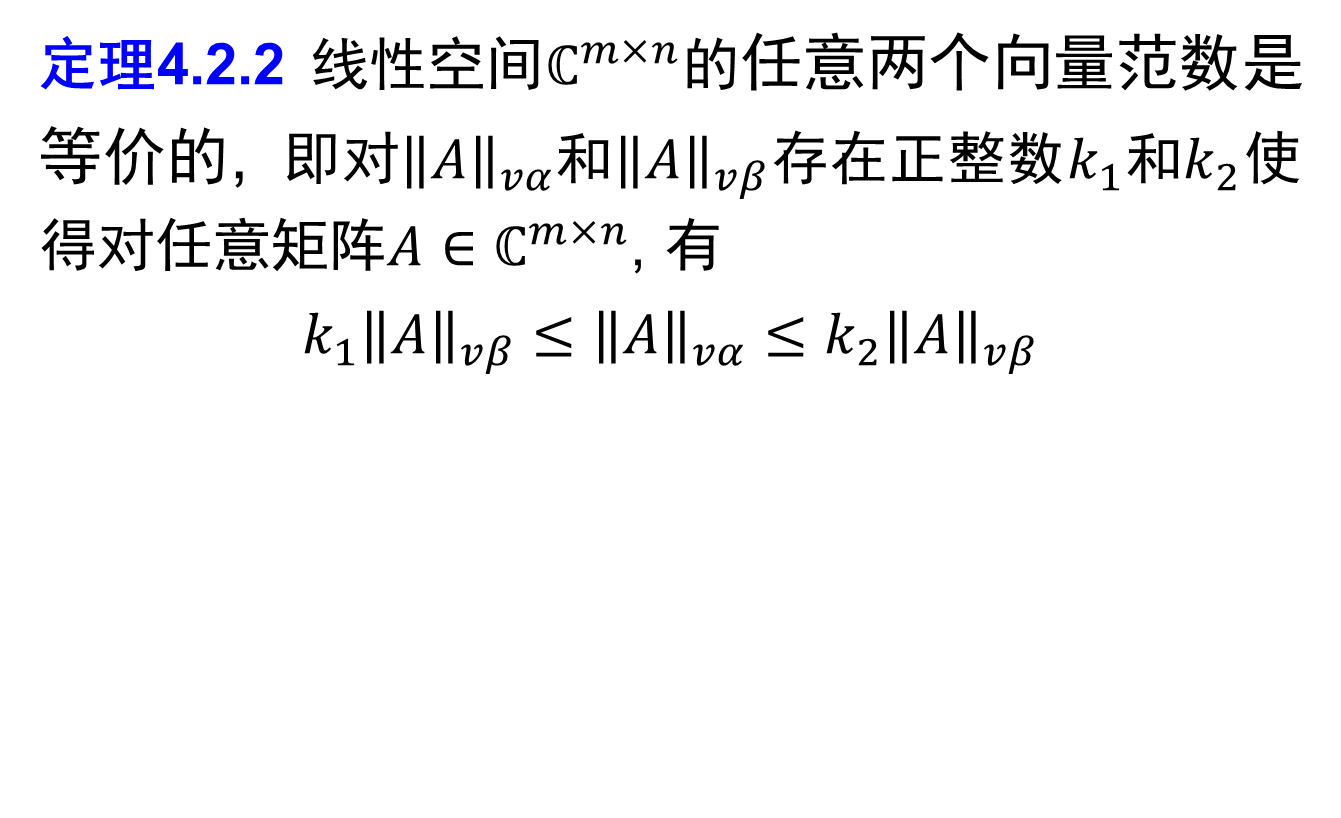 定理4.2.2 线性空间ℂ^{m×n}的任意两个向量范数是
等价的, 即对‖A‖_{vα}和‖A‖_{vβ}存在正整数k_1和k_2使
得对任意矩阵A ∈ ℂ^{m×n}, 有
k_1‖A‖_{vβ} ≤ ‖A‖_{vα} ≤ k_2‖A‖_{vβ}